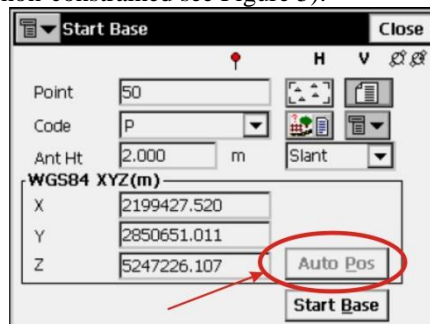 non-constrained see Figure 3).
Start Base Close
H V
Point 50
Code P
Ant Ht 2.000 m Slant
WGS84 XYZ(m)
X 2199427.520
Y 2850651.011
Z 5247226.107 Auto Pos
Start Base